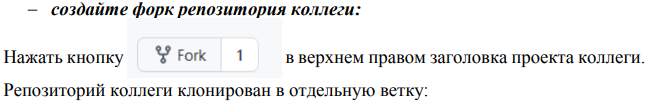 – создайте форк репозитория коллеги:
Нажать кнопку Fork 1 в верхнем правом заголовка проекта коллеги.
Репозиторий коллеги клонирован в отдельную ветку: